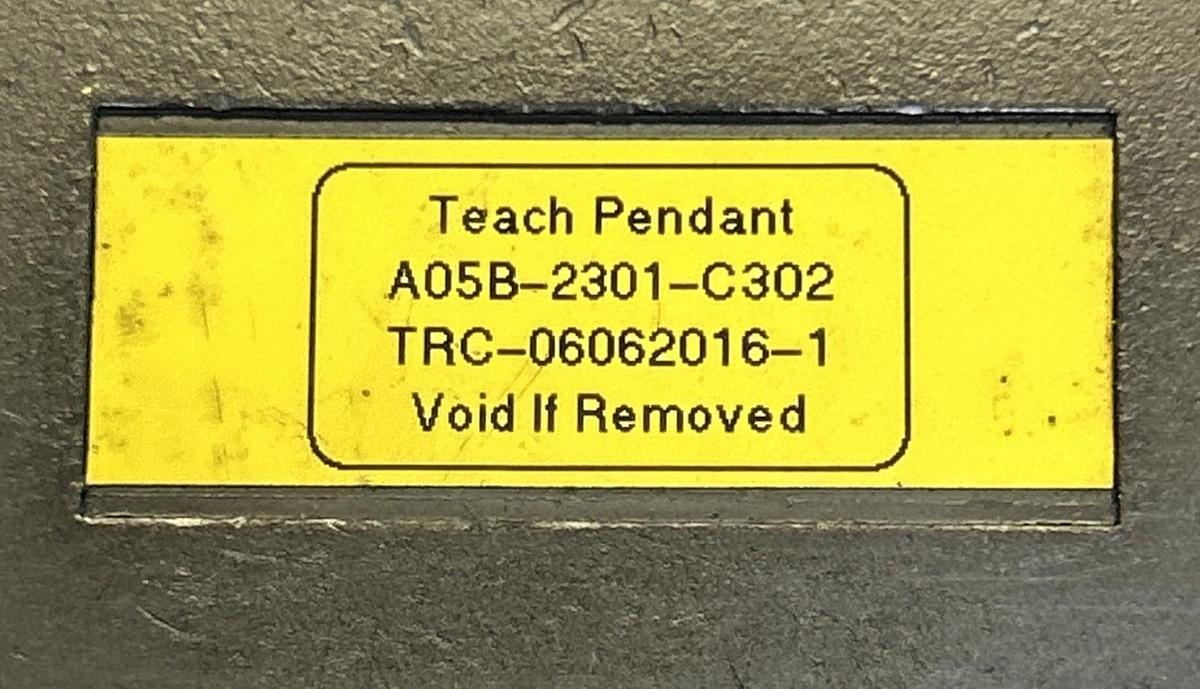 Teach Pendant
A05B-2301-C302
TRC-06062016-1
Void If Removed